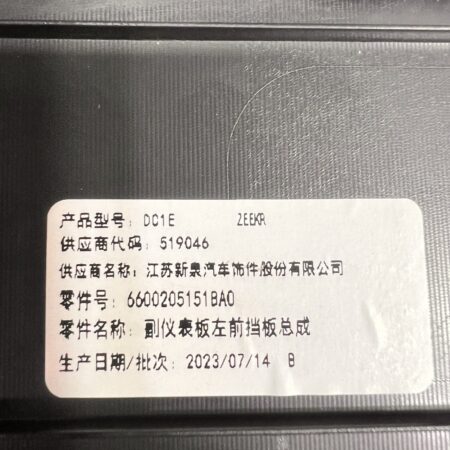 产品型号: DC1E ZEEKR
供应商代码: 519046
供应商名称: 江苏新泉汽车饰件股份有限公司
零件号: 6600205151BA0
零件名称: 副仪表板左前挡板总成
生产日期/批次: 2023/07/14 B